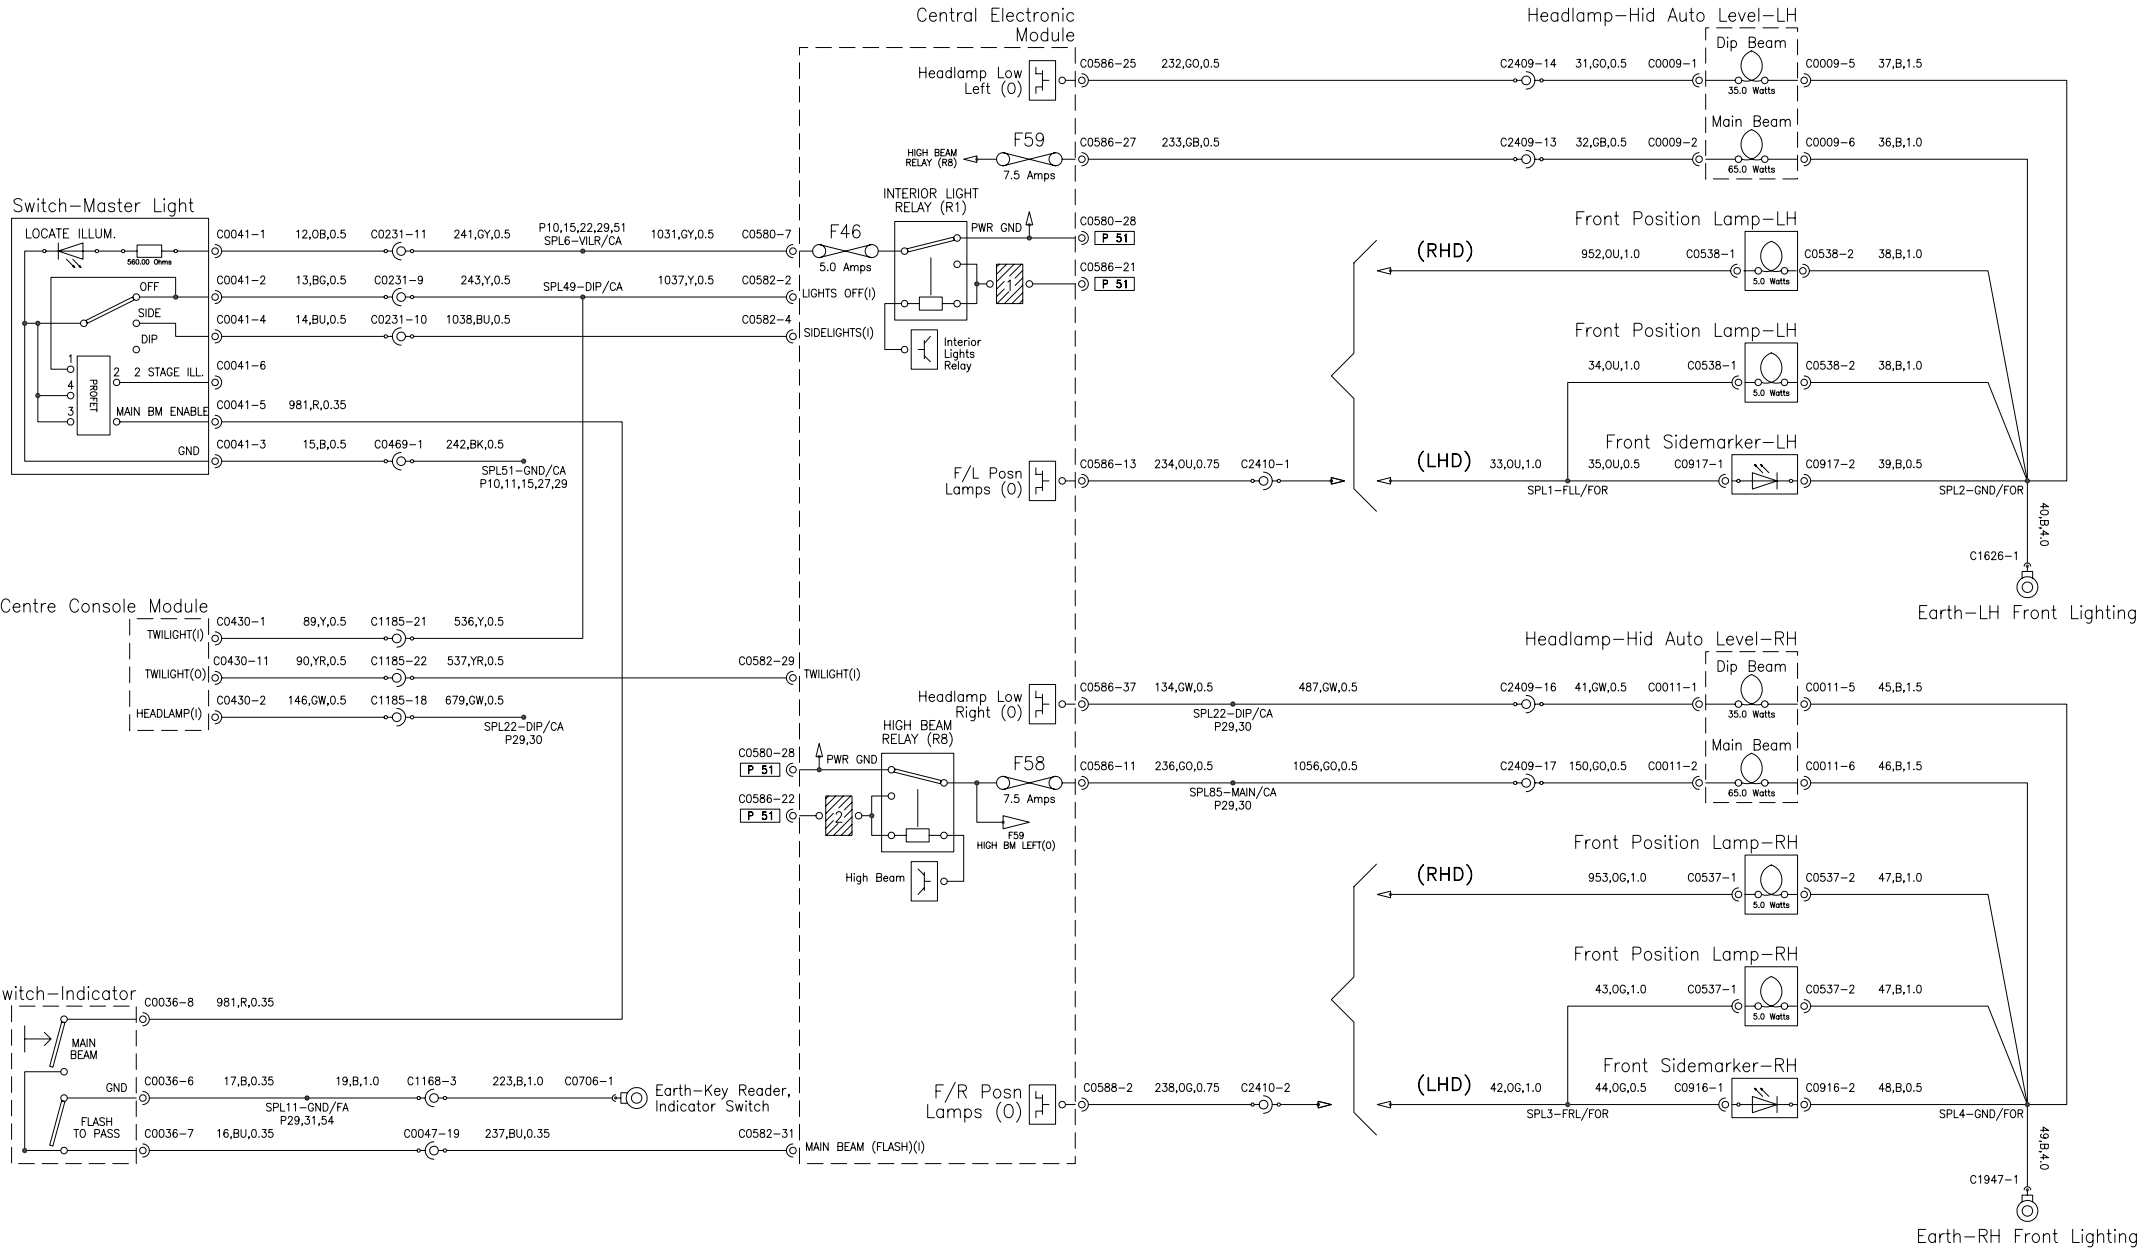 Central Electronic
Module
Headlamp-Hid Auto Level-LH
Dip Beam
Headlamp Low
Left (O)
C0586-25 232,GO,0.5 C2409-14 31,GO,0.5 C0009-1 C0009-5 37,B,1.5
35.0 Watts
Main Beam
F59
HIGH BEAM
RELAY (R8)
7.5 Amps
C0586-27 233,GB,0.5 C2409-13 32,GB,0.5 C0009-2 C0009-6 36,B,1.0
65.0 Watts
Switch-Master Light
LOCATE ILLUM.
560.00 Ohms
C0041-1 12,OB,0.5 C0231-11 241,GY,0.5
P10,15,22,29,51
SPL6-VILR/CA
1031,GY,0.5 C0580-7
F46
5.0 Amps
INTERIOR LIGHT
RELAY (R1)
PWR GND
C0580-28
P 51
C0586-21
P 51
1
OFF
C0041-2 13,BG,0.5 C0231-9 243,Y,0.5 SPL49-DIP/CA 1037,Y,0.5 C0582-2
LIGHTS OFF(I)
SIDE
C0041-4 14,BU,0.5 C0231-10 1038,BU,0.5 C0582-4
SIDELIGHTS(I)
DIP
Interior
Lights
Relay
1
4
3
PROFET
2 2 STAGE ILL.
C0041-6
MAIN BM ENABLE
C0041-5 981,R,0.35
GND
C0041-3 15,B,0.5 C0469-1 242,BK,0.5
SPL51-GND/CA
P10,11,15,27,29
Front Position Lamp-LH
(RHD)
952,OU,1.0 C0538-1 C0538-2 38,B,1.0
5.0 Watts
Front Position Lamp-LH
34,OU,1.0 C0538-1 C0538-2 38,B,1.0
5.0 Watts
Front Sidemarker-LH
F/L Posn
Lamps (O)
C0586-13 234,OU,0.75 C2410-1
(LHD)
33,OU,1.0 35,OU,0.5 C0917-1 C0917-2 39,B,0.5
SPL1-FLL/FOR
SPL2-GND/FOR
40,B,4.0
C1626-1
Earth-LH Front Lighting
Centre Console Module
TWILIGHT(I)
C0430-1 89,Y,0.5 C1185-21 536,Y,0.5
TWILIGHT(O)
C0430-11 90,YR,0.5 C1185-22 537,YR,0.5 C0582-29
TWILIGHT(I)
HEADLAMP(I)
C0430-2 146,GW,0.5 C1185-18 679,GW,0.5
SPL22-DIP/CA
P29,30
Headlamp-Hid Auto Level-RH
Dip Beam
Headlamp Low
Right (O)
C0586-37 134,GW,0.5 487,GW,0.5 C2409-16 41,GW,0.5 C0011-1 C0011-5 45,B,1.5
SPL22-DIP/CA
P29,30
35.0 Watts
HIGH BEAM
RELAY (R8)
C0580-28
P 51
PWR GND
C0586-22
P 51
2
F58
7.5 Amps
F59
HIGH BM LEFT(O)
High Beam
Main Beam
C0586-11 236,GO,0.5 1056,GO,0.5 C2409-17 150,GO,0.5 C0011-2 C0011-6 46,B,1.5
SPL85-MAIN/CA
P29,30
65.0 Watts
Front Position Lamp-RH
(RHD)
953,OG,1.0 C0537-1 C0537-2 47,B,1.0
5.0 Watts
Front Position Lamp-RH
43,OG,1.0 C0537-1 C0537-2 47,B,1.0
5.0 Watts
Front Sidemarker-RH
F/R Posn
Lamps (O)
C0588-2 238,OG,0.75 C2410-2
(LHD)
42,OG,1.0 44,OG,0.5 C0916-1 C0916-2 48,B,0.5
SPL3-FRL/FOR
SPL4-GND/FOR
49,B,4.0
C1947-1
Earth-RH Front Lighting
witch-Indicator
C0036-8 981,R,0.35
MAIN
BEAM
GND
C0036-6 17,B,0.35 19,B,1.0 C1168-3 223,B,1.0 C0706-1
SPL11-GND/FA
P29,31,54
Earth-Key Reader,
Indicator Switch
FLASH
TO PASS
C0036-7 16,BU,0.35 C0047-19 237,BU,0.35 C0582-31
MAIN BEAM (FLASH)(I)